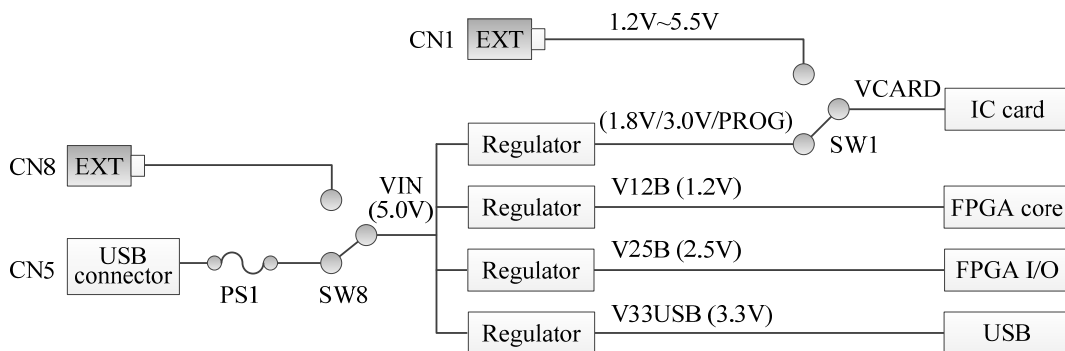 CN1 EXT 1.2V~5.5V
VCARD
IC card
(1.8V/3.0V/PROG)
SW1
Regulator
CN8 EXT
VIN
(5.0V)
Regulator
V12B (1.2V)
FPGA core
CN5
USB
connector
PS1
SW8
Regulator
V25B (2.5V)
FPGA I/O
Regulator
V33USB (3.3V)
USB